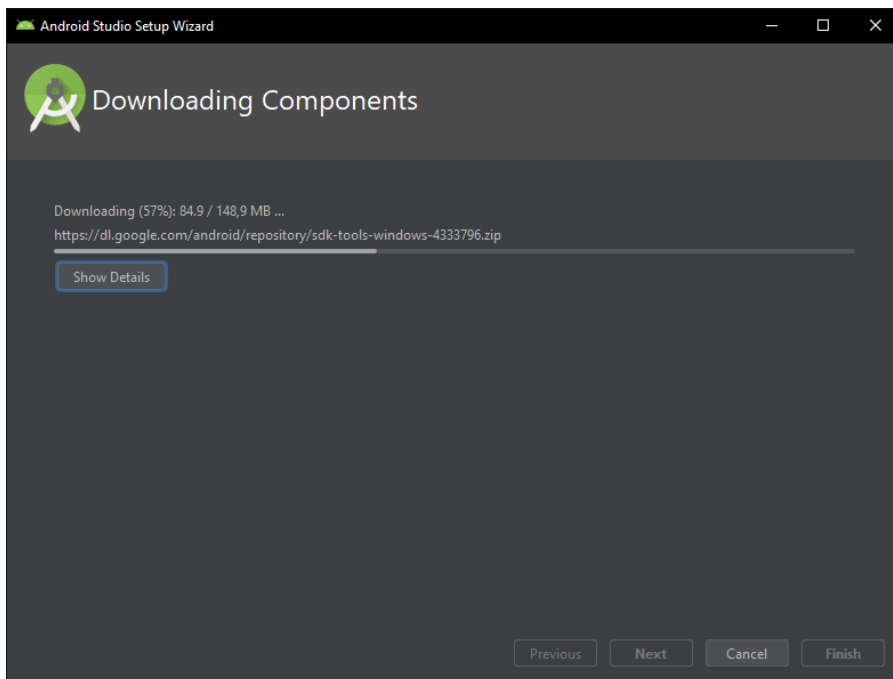 Android Studio Setup Wizard
Downloading Components
Downloading (57%): 84.9 / 148,9 MB ...
https://dl.google.com/android/repository/sdk-tools-windows-4333796.zip
Show Details
Previous Next Cancel Finish